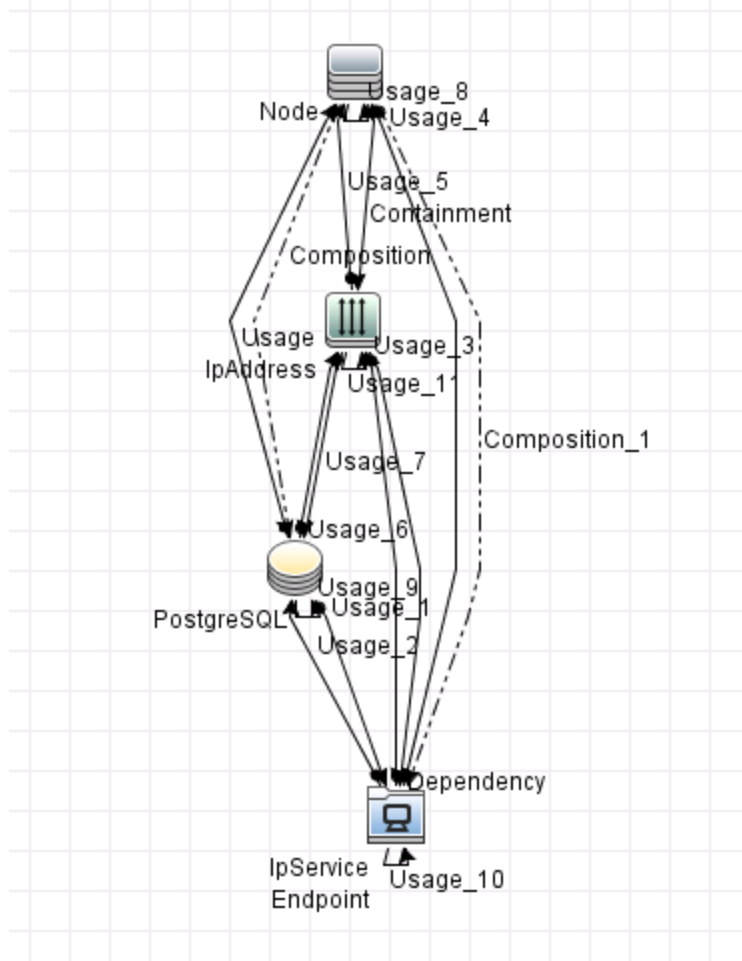 Usage_8
Node
Usage_4
Usage_5
Containment
Composition
Usage
Usage_3
IpAddress
Usage_11
Composition_1
Usage_7
Usage_6
Usage_9
Usage_1
PostgreSQL
Usage_2
Dependency
IpService
Endpoint
Usage_10